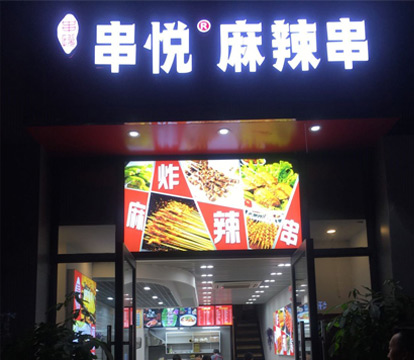 串悦® 麻辣串
炸
麻 辣 串